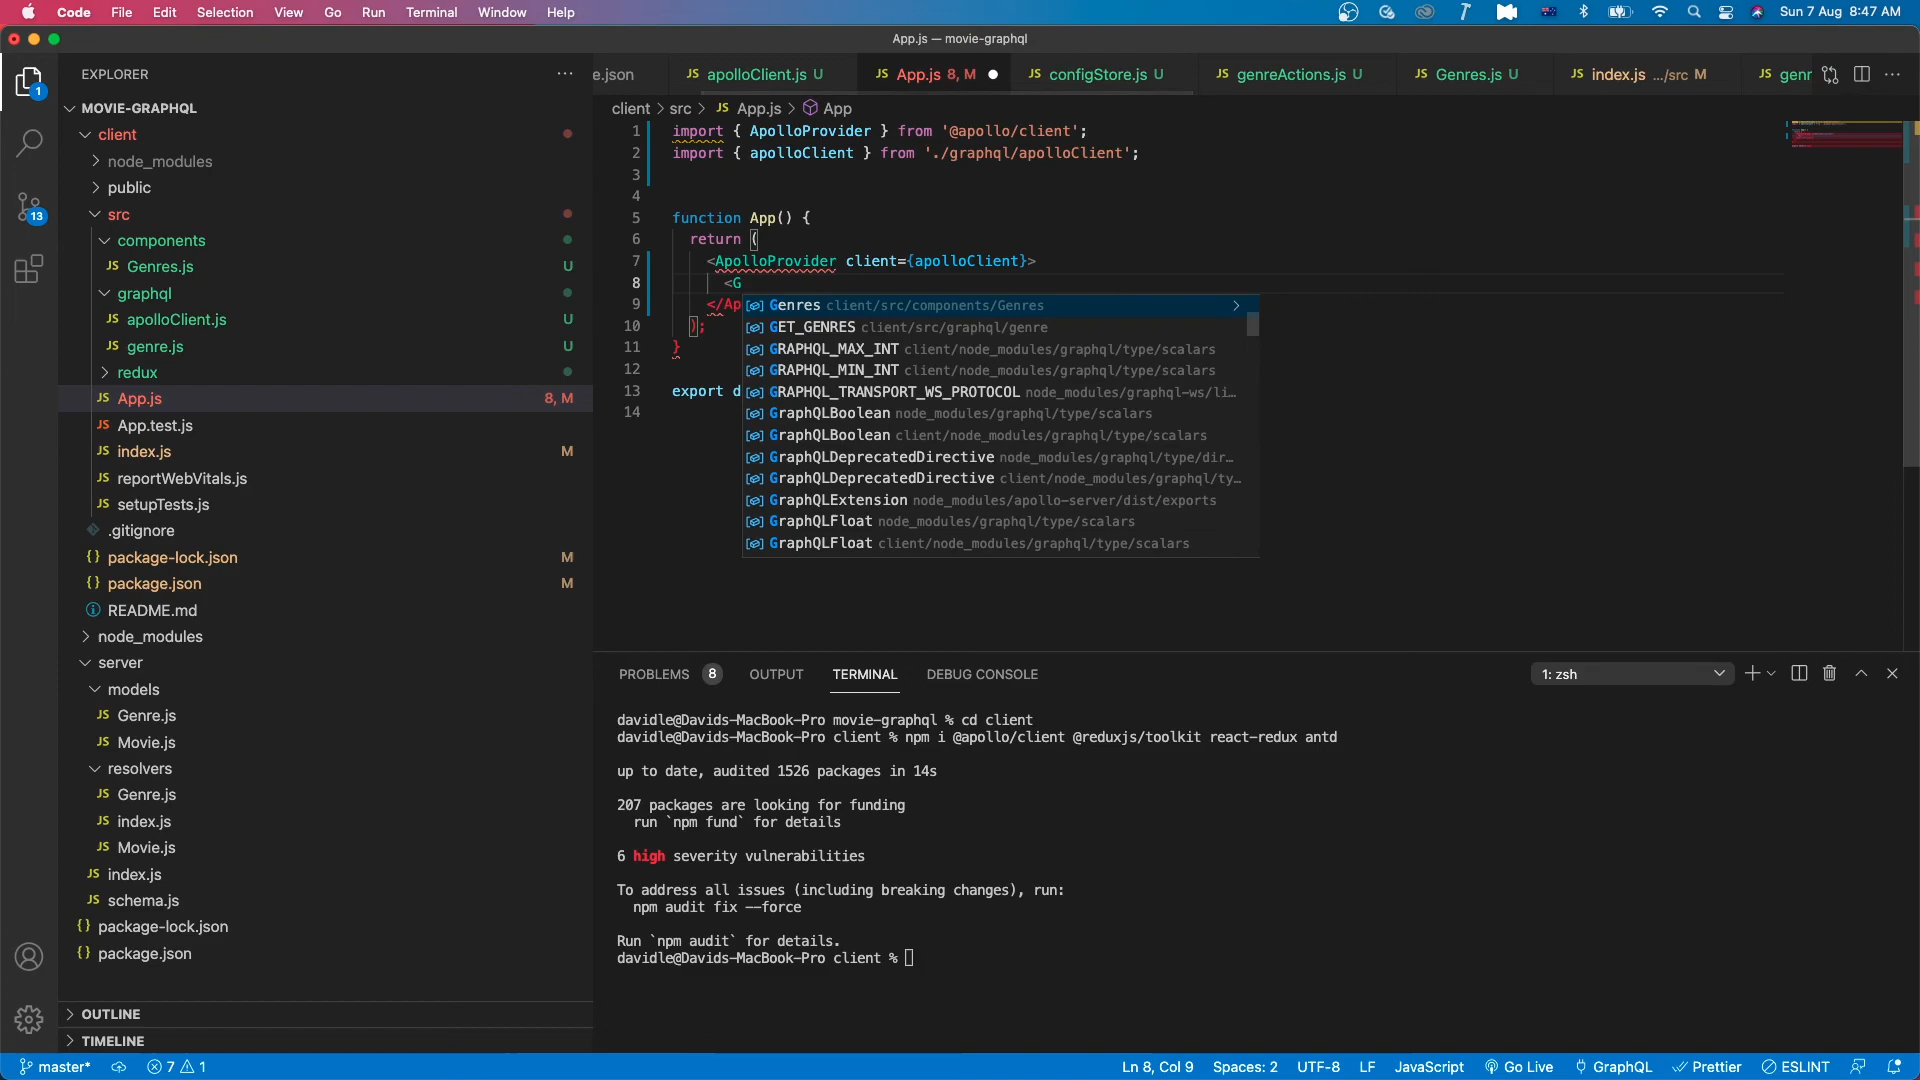 Code File Edit Selection View Go Run Terminal Window Help
Sun 7 Aug 8:47 AM
App.js — movie-graphql
EXPLORER
MOVIE-GRAPHQL
client
node_modules
public
src
components
JS Genres.js U
graphql
JS apolloClient.js U
JS genre.js U
redux
JS App.js 8, M
JS App.test.js
JS index.js M
JS reportWebVitals.js
JS setupTests.js
.gitignore
{} package-lock.json M
{} package.json M
README.md
node_modules
server
models
JS Genre.js
JS Movie.js
resolvers
JS Genre.js
JS index.js
JS Movie.js
JS index.js
JS schema.js
{} package-lock.json
{} package.json
OUTLINE
TIMELINE
1
13
e.json JS apolloClient.js U JS App.js 8, M JS configStore.js U JS genreActions.js U JS Genres.js U JS index.js .../src M JS genr
client > src > JS App.js > App
1 import { ApolloProvider } from '@apollo/client';
2 import { apolloClient } from './graphql/apolloClient';
3
4
5 function App() {
6 return (
7 <ApolloProvider client={apolloClient}>
8 <G
9 </Ap
10 );
11 }
12
13 export d
14
Genres client/src/components/Genres
GET_GENRES client/src/graphql/genre
GRAPHQL_MAX_INT client/node_modules/graphql/type/scalars
GRAPHQL_MIN_INT client/node_modules/graphql/type/scalars
GRAPHQL_TRANSPORT_WS_PROTOCOL node_modules/graphql-ws/li…
GraphQLBoolean node_modules/graphql/type/scalars
GraphQLBoolean client/node_modules/graphql/type/scalars
GraphQLDeprecatedDirective node_modules/graphql/type/dir…
GraphQLDeprecatedDirective client/node_modules/graphql/ty…
GraphQLExtension node_modules/apollo-server/dist/exports
GraphQLFloat node_modules/graphql/type/scalars
GraphQLFloat client/node_modules/graphql/type/scalars
PROBLEMS 8 OUTPUT TERMINAL DEBUG CONSOLE
1: zsh
davidle@Davids-MacBook-Pro movie-graphql % cd client
davidle@Davids-MacBook-Pro client % npm i @apollo/client @reduxjs/toolkit react-redux antd
up to date, audited 1526 packages in 14s
207 packages are looking for funding
run `npm fund` for details
6 high severity vulnerabilities
To address all issues (including breaking changes), run:
npm audit fix --force
Run `npm audit` for details.
davidle@Davids-MacBook-Pro client %
master* 7 1
Ln 8, Col 9 Spaces: 2 UTF-8 LF JavaScript Go Live GraphQL Prettier ESLINT